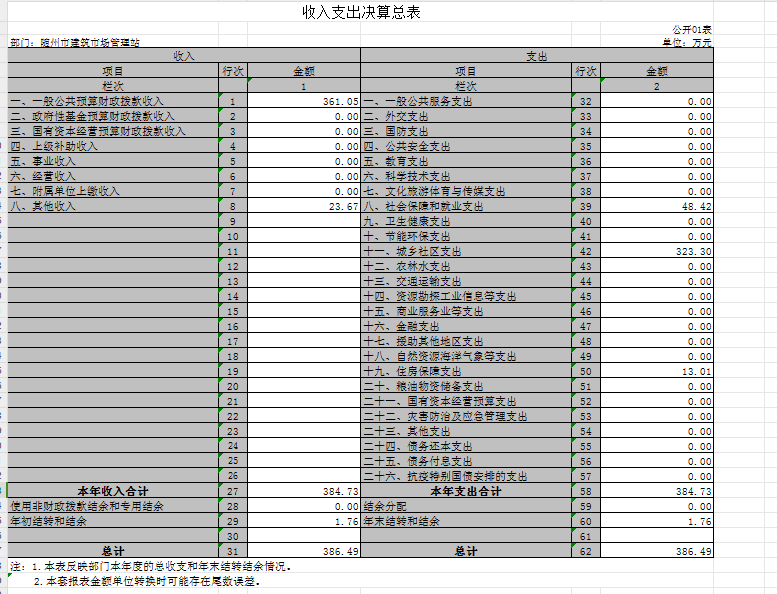 收入支出决算总表
公开01表
部门：随州市建筑市场管理站 单位：万元
收入 支出
项目 行次 金额 项目 行次 金额
栏次 1 栏次 2
一、一般公共预算财政拨款收入 1 361.05 一、一般公共服务支出 32 0.00
二、政府性基金预算财政拨款收入 2 0.00 二、外交支出 33 0.00
三、国有资本经营预算财政拨款收入 3 0.00 三、国防支出 34 0.00
四、上级补助收入 4 0.00 四、公共安全支出 35 0.00
五、事业收入 5 0.00 五、教育支出 36 0.00
六、经营收入 6 0.00 六、科学技术支出 37 0.00
七、附属单位上缴收入 7 0.00 七、文化旅游体育与传媒支出 38 0.00
八、其他收入 8 23.67 八、社会保障和就业支出 39 48.42
9 九、卫生健康支出 40 0.00
10 十、节能环保支出 41 0.00
11 十一、城乡社区支出 42 323.30
12 十二、农林水支出 43 0.00
13 十三、交通运输支出 44 0.00
14 十四、资源勘探工业信息等支出 45 0.00
15 十五、商业服务业等支出 46 0.00
16 十六、金融支出 47 0.00
17 十七、援助其他地区支出 48 0.00
18 十八、自然资源海洋气象等支出 49 0.00
19 十九、住房保障支出 50 13.01
20 二十、粮油物资储备支出 51 0.00
21 二十一、国有资本经营预算支出 52 0.00
22 二十二、灾害防治及应急管理支出 53 0.00
23 二十三、其他支出 54 0.00
24 二十四、债务还本支出 55 0.00
25 二十五、债务付息支出 56 0.00
26 二十六、抗疫特别国债安排的支出 57 0.00
本年收入合计 27 384.73 本年支出合计 58 384.73
使用非财政拨款结余和专用结余 28 0.00 结余分配 59 0.00
年初结转和结余 29 1.76 年末结转和结余 60 1.76
30 61
总计 31 386.49 总计 62 386.49
注：1.本表反映部门本年度的总收支和年末结转结余情况。
2.本套报表金额单位转换时可能存在尾数误差。